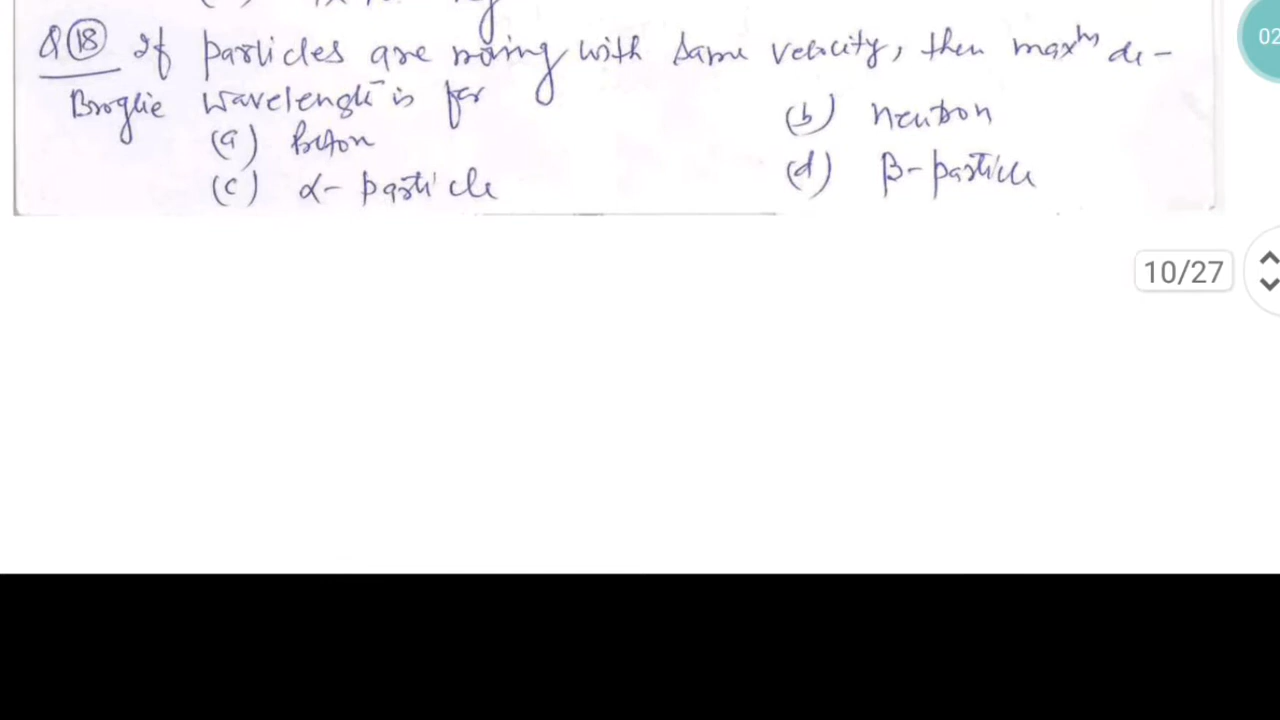 Q(18) If particles are moving with same velocity, then maxᵐ de-
Broglie wavelength is for
(a) Proton
(b) neutron
(c) α- particle
(d) β-particle
02
10/27